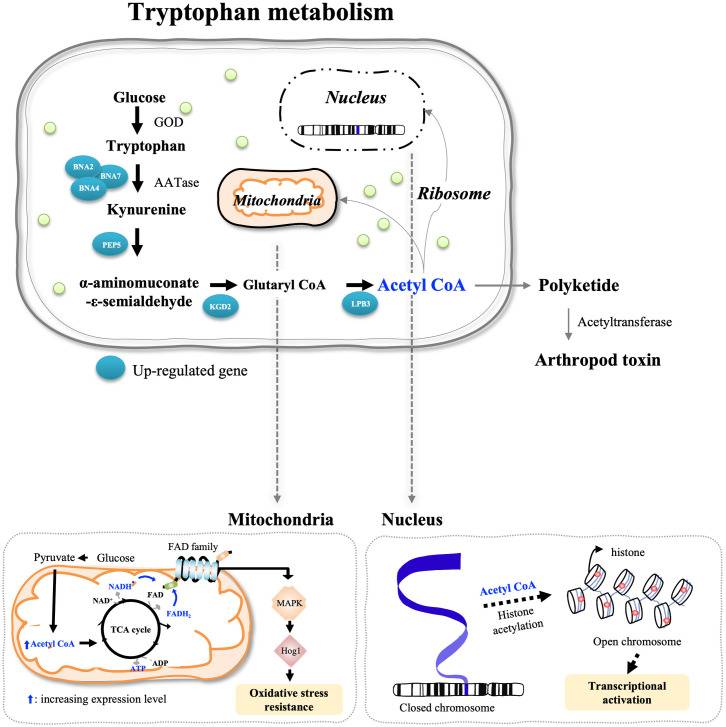 Tryptophan metabolism
Glucose
GOD
Tryptophan
BNA2
BNA7
BNA4
AATase
Kynurenine
PEP5
α-aminomuconate
-ε-semialdehyde
KGD2
Glutaryl CoA
LPB3
Acetyl CoA
Nucleus
Mitochondria
Ribosome
Polyketide
Acetyltransferase
Arthropod toxin
Up-regulated gene
Mitochondria
Pyruvate
Glucose
FAD family
NADH
NAD+
FAD
FADH2
TCA cycle
Acetyl CoA
ATP
ADP
MAPK
Hog1
Oxidative stress
resistance
⬆: increasing expression level
Nucleus
Acetyl CoA
Histone
acetylation
histone
Closed chromosome
Open chromosome
Transcriptional
activation